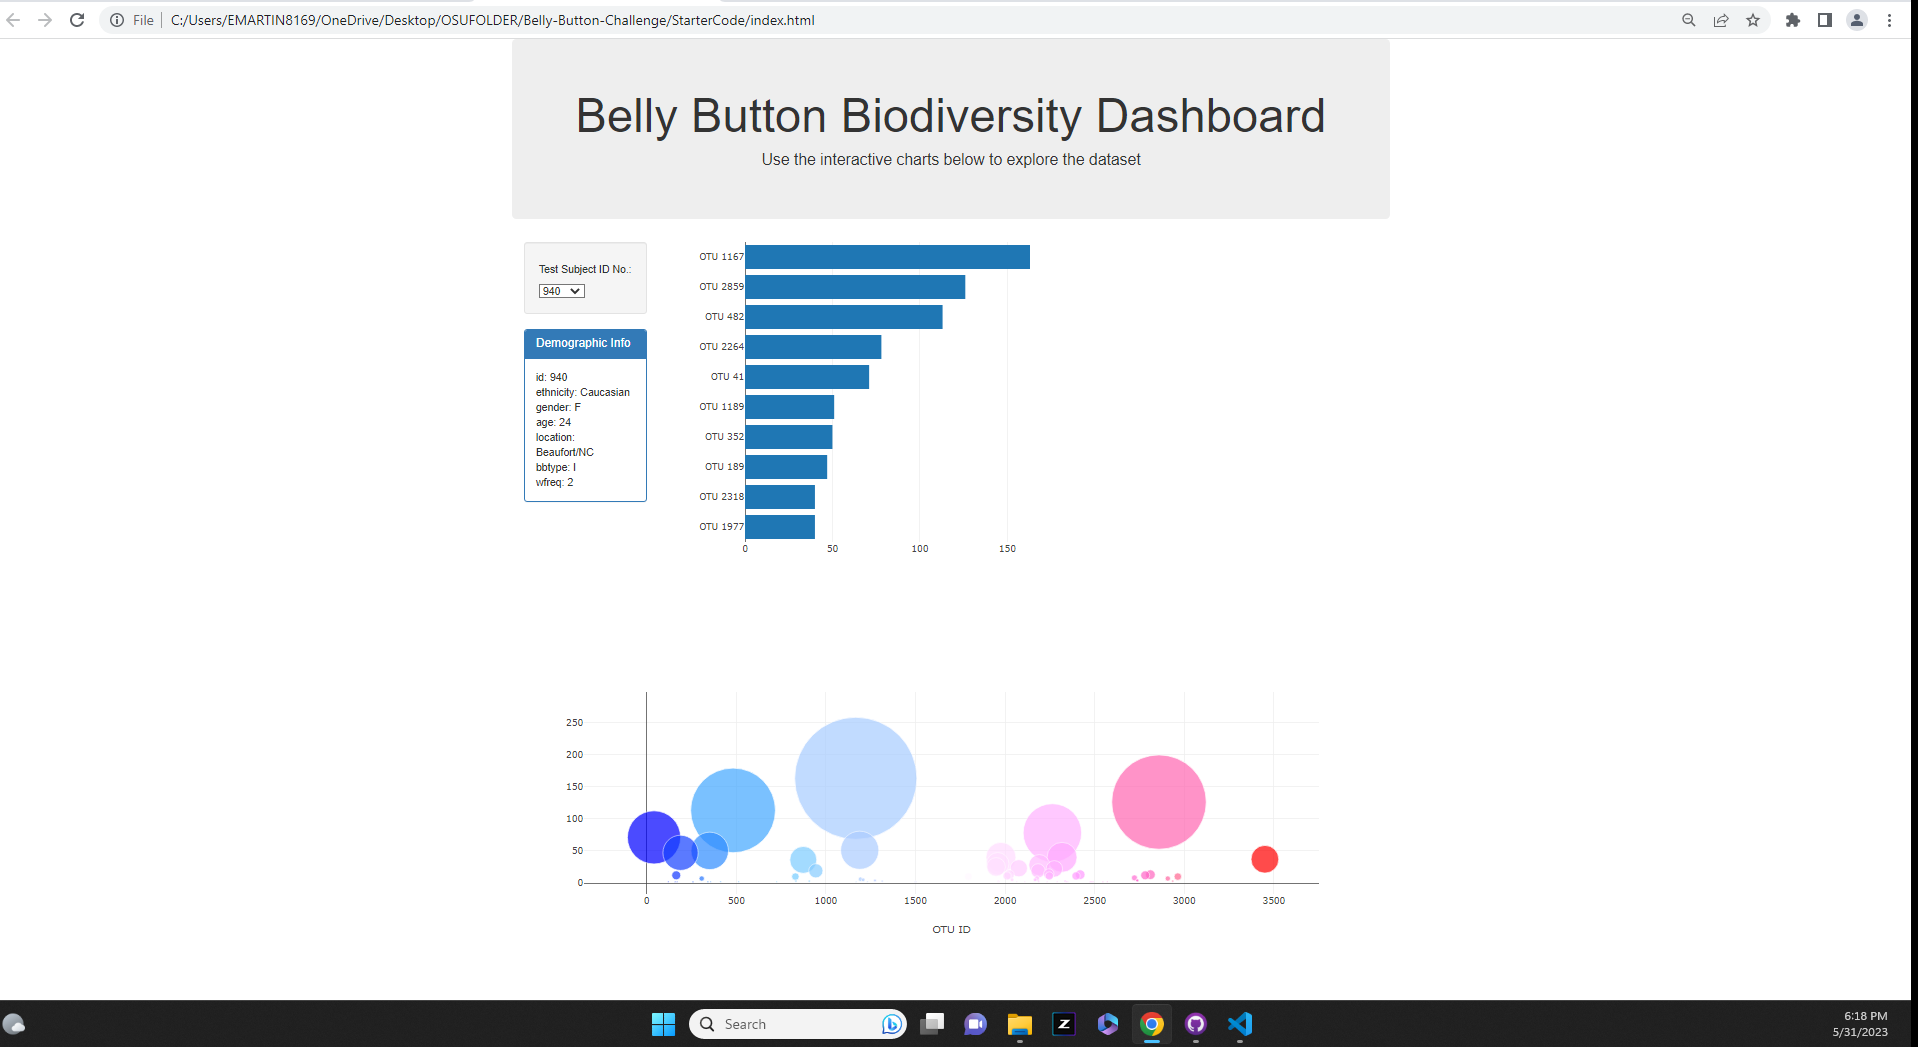 File C:/Users/EMARTIN8169/OneDrive/Desktop/OSUFOLDER/Belly-Button-Challenge/StarterCode/index.html
Belly Button Biodiversity Dashboard
Use the interactive charts below to explore the dataset
Test Subject ID No.:
940
Demographic Info
id: 940
ethnicity: Caucasian
gender: F
age: 24
location:
Beaufort/NC
bbtype: I
wfreq: 2
OTU 1167
OTU 2859
OTU 482
OTU 2264
OTU 41
OTU 1189
OTU 352
OTU 189
OTU 2318
OTU 1977
0 50 100 150
250
200
150
100
50
0
0 500 1000 1500 2000 2500 3000 3500
OTU ID
Search
6:18 PM
5/31/2023